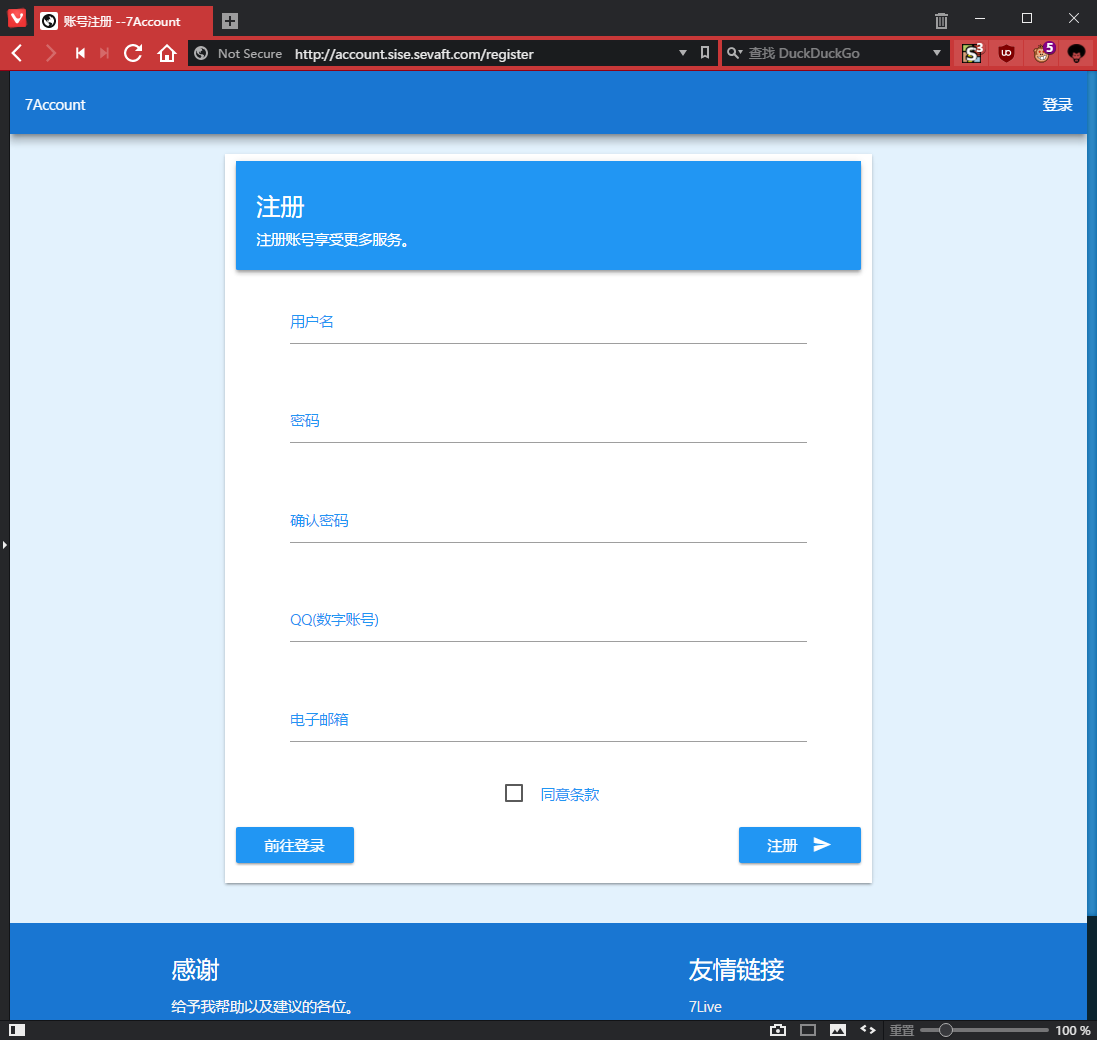 账号注册 --7Account
Not Secure http://account.sise.sevaft.com/register
查找 DuckDuckGo
S 3
UO
5
7Account
登录
注册
注册账号享受更多服务。
用户名
密码
确认密码
QQ(数字账号)
电子邮箱
同意条款
前往登录
注册
感谢
给予我帮助以及建议的各位。
友情链接
7Live
重置
100 %